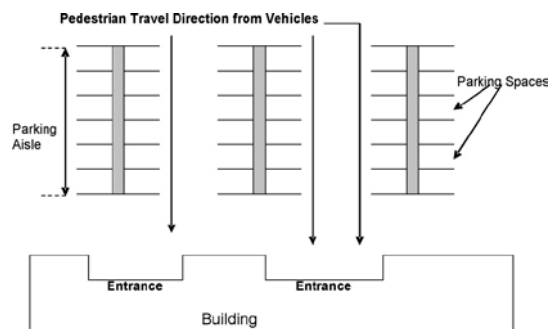 Pedestrian Travel Direction from Vehicles
Parking Spaces
Parking
Aisle
Entrance
Entrance
Building